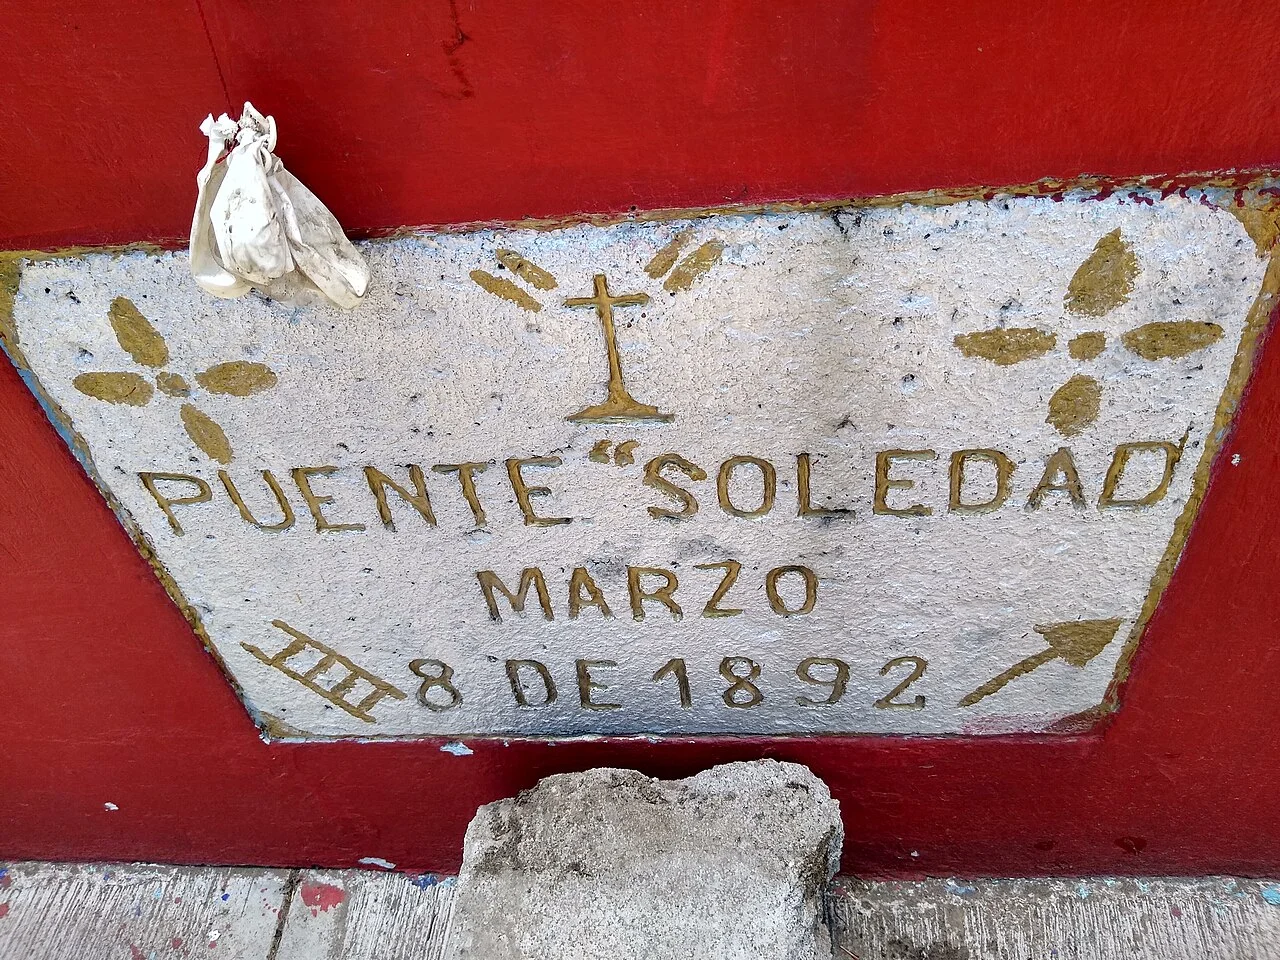 PUENTE “SOLEDAD
MARZO
8 DE 1892